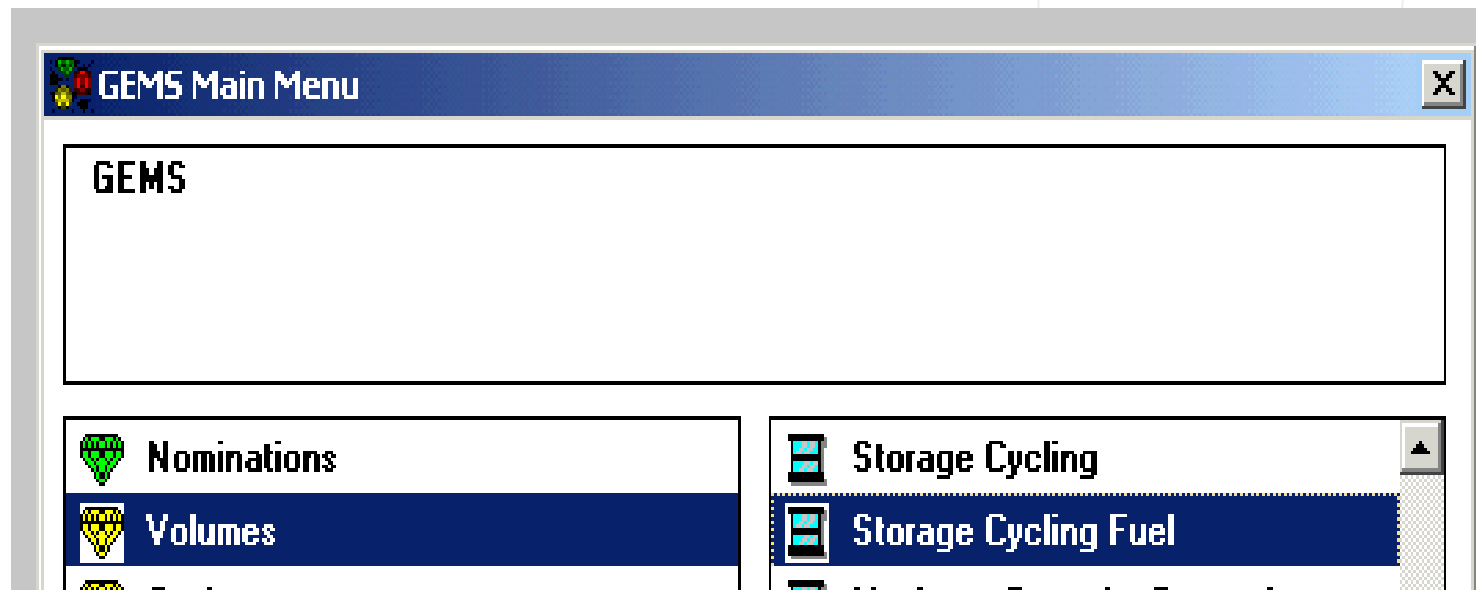 GEMS Main Menu
GEMS
Nominations
Volumes
Storage Cycling
Storage Cycling Fuel